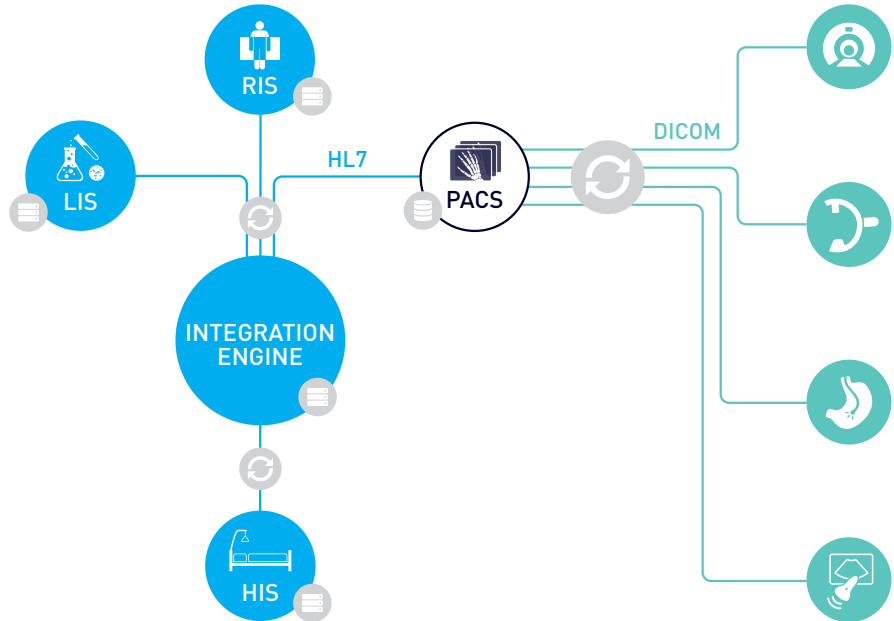 RIS
DICOM
HL7
LIS
PACS
INTEGRATION
ENGINE
HIS